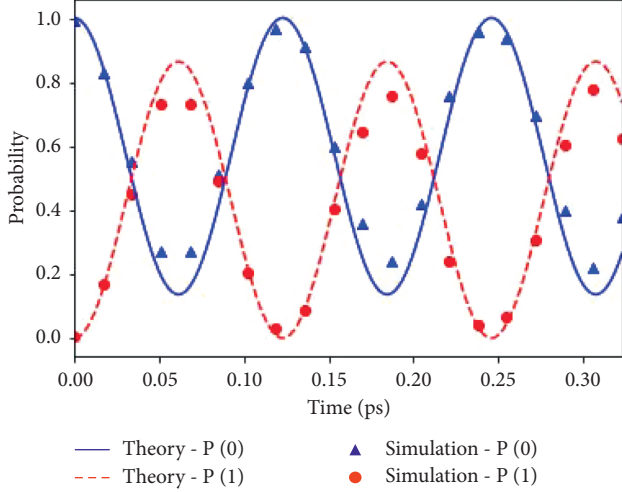 1.0
0.8
0.6
0.4
0.2
0.0
Probability
0.00 0.05 0.10 0.15 0.20 0.25 0.30
Time (ps)
Theory - P (0)
Simulation - P (0)
Theory - P (1)
Simulation - P (1)